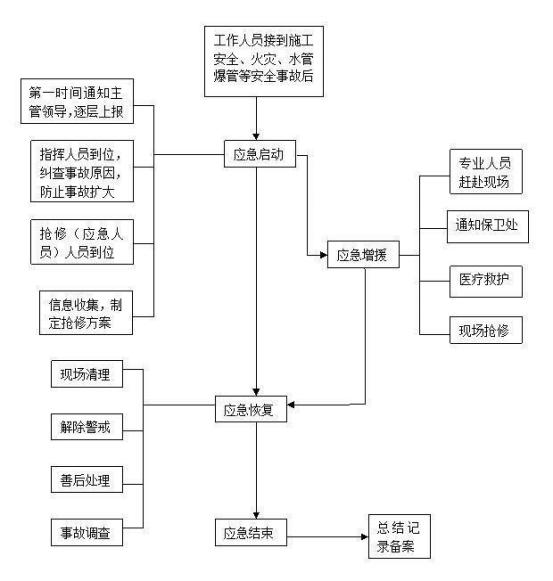 工作人员接到施工
安全、火灾、水管
爆管等安全事故后
第一时间通知主
管领导，逐层上报
应急启动
指挥人员到位，
纠查事故原因，
防止事故扩大
抢修（应急人
员）人员到位
信息收集，制
定抢修方案
应急增援
专业人员
赶赴现场
通知保卫处
医疗救护
现场抢修
现场清理
应急恢复
解除警戒
善后处理
事故调查
应急结束
总结记
录备案